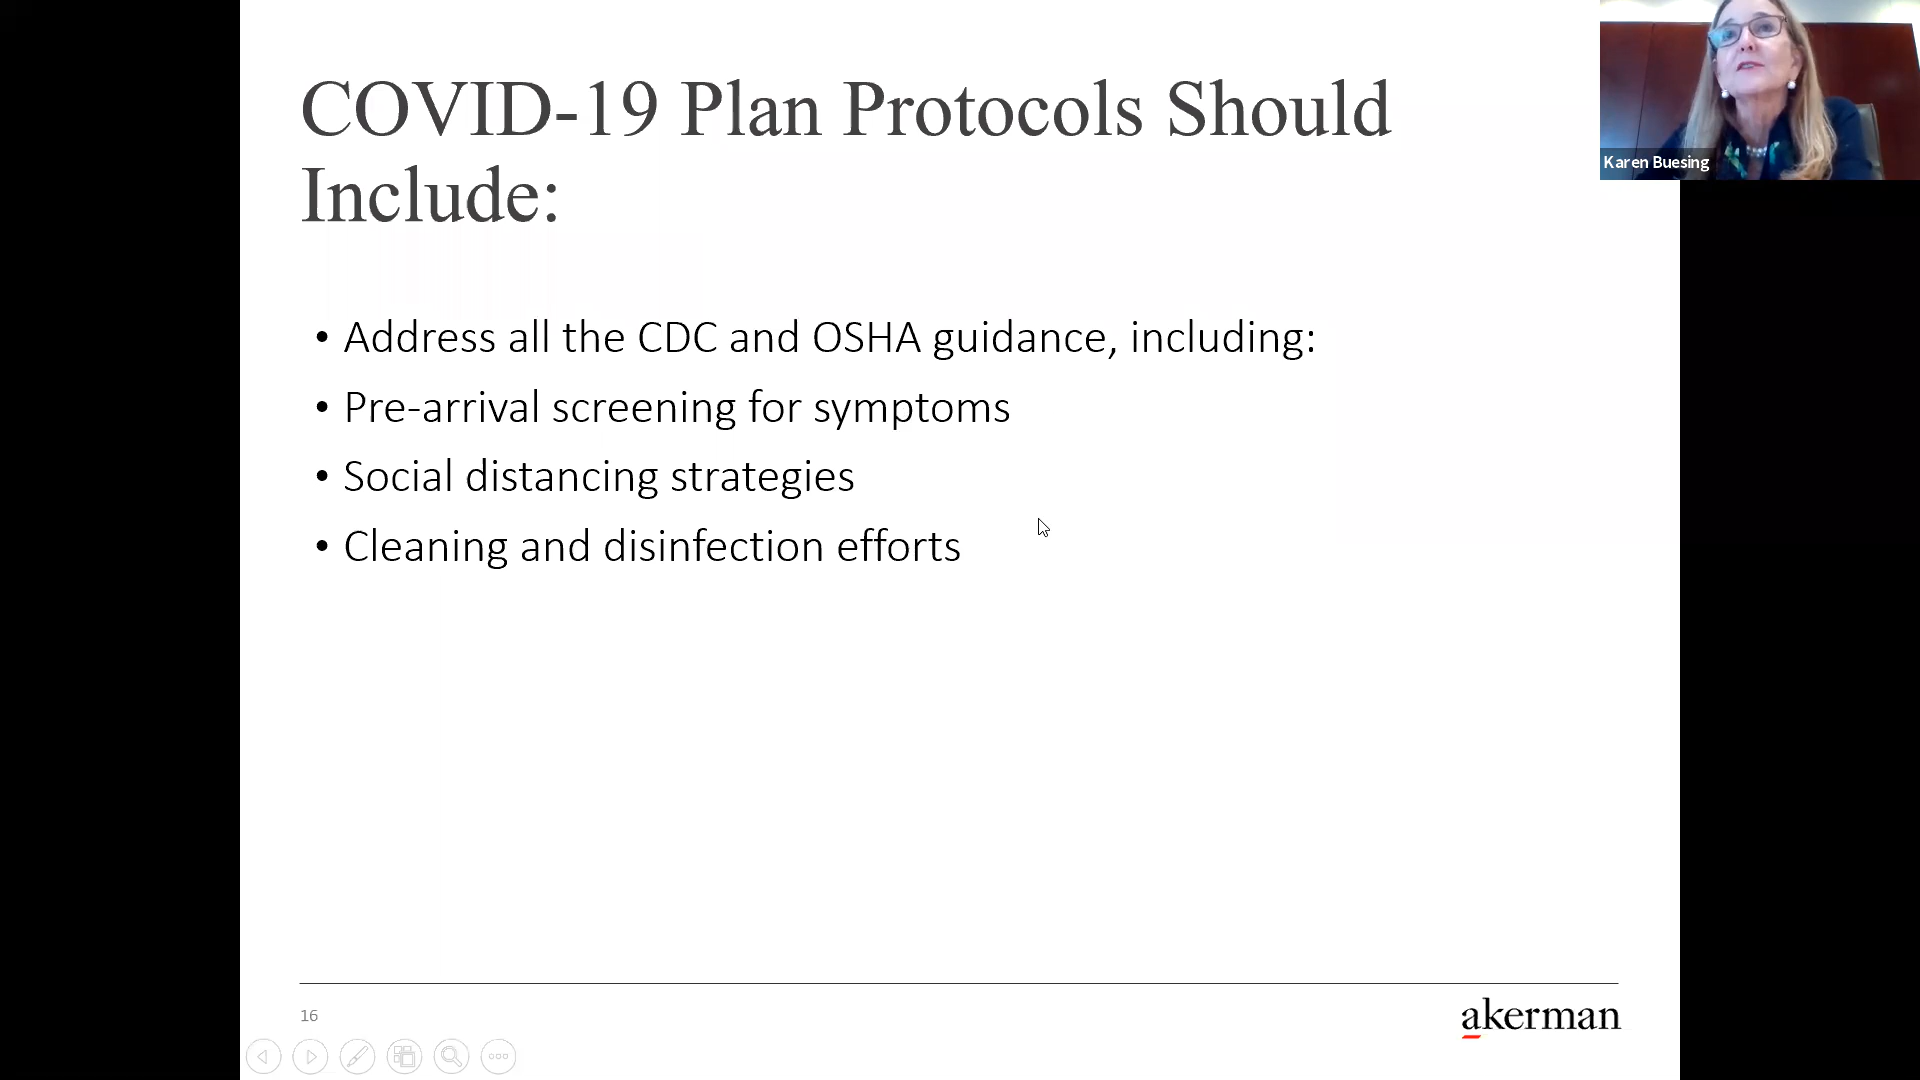 COVID-19 Plan Protocols Should
Include:
Karen Buesing
• Address all the CDC and OSHA guidance, including:
• Pre-arrival screening for symptoms
• Social distancing strategies
• Cleaning and disinfection efforts
16
akerman